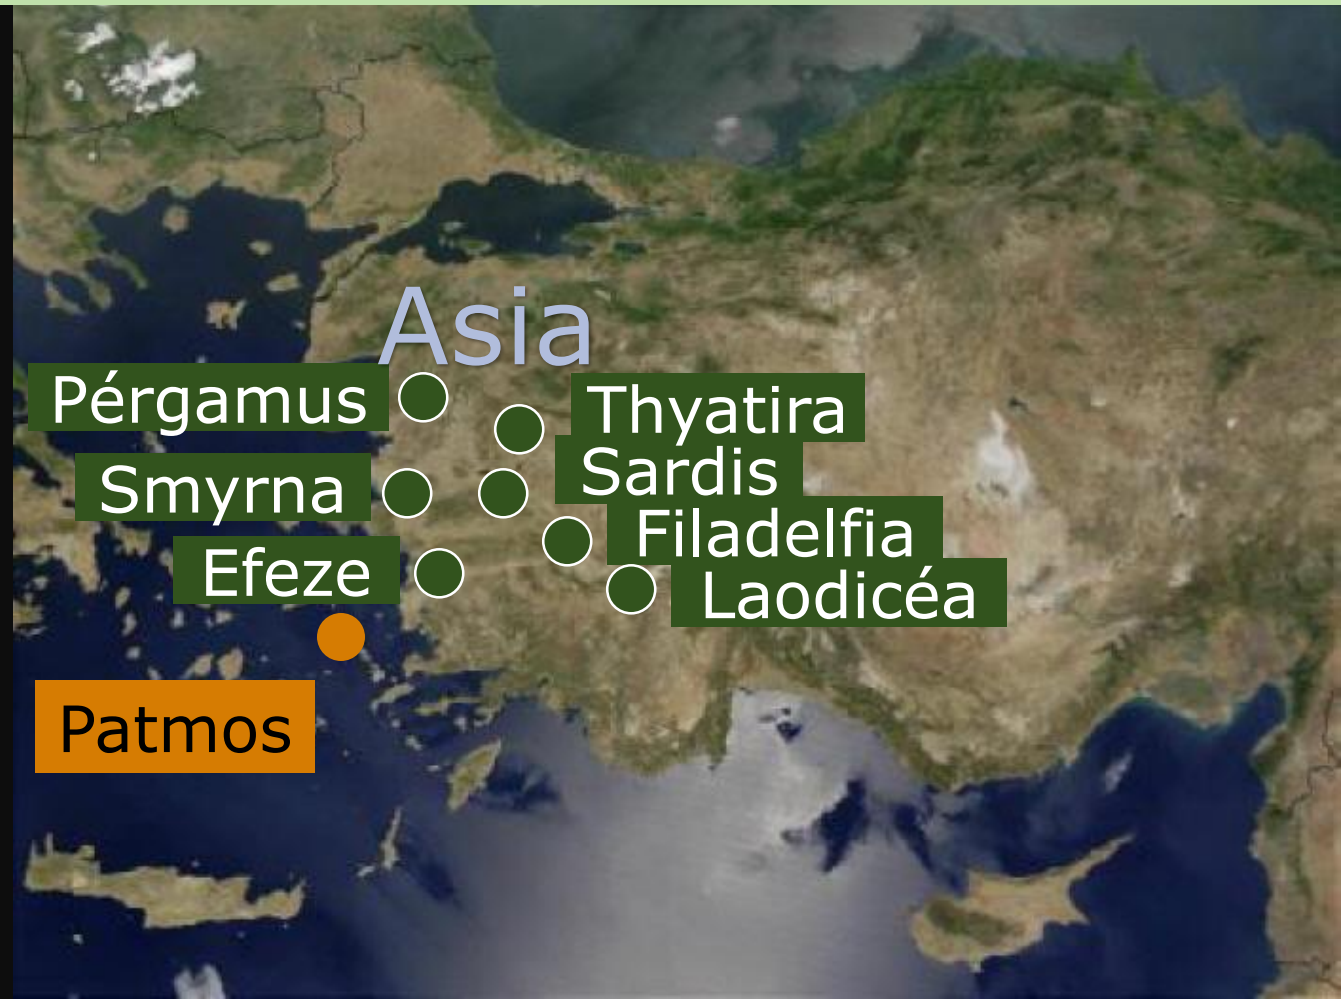 Asia
Pérgamus
Thyatira
Sardis
Smyrna
Filadelfia
Efeze
Laodicéa
Patmos